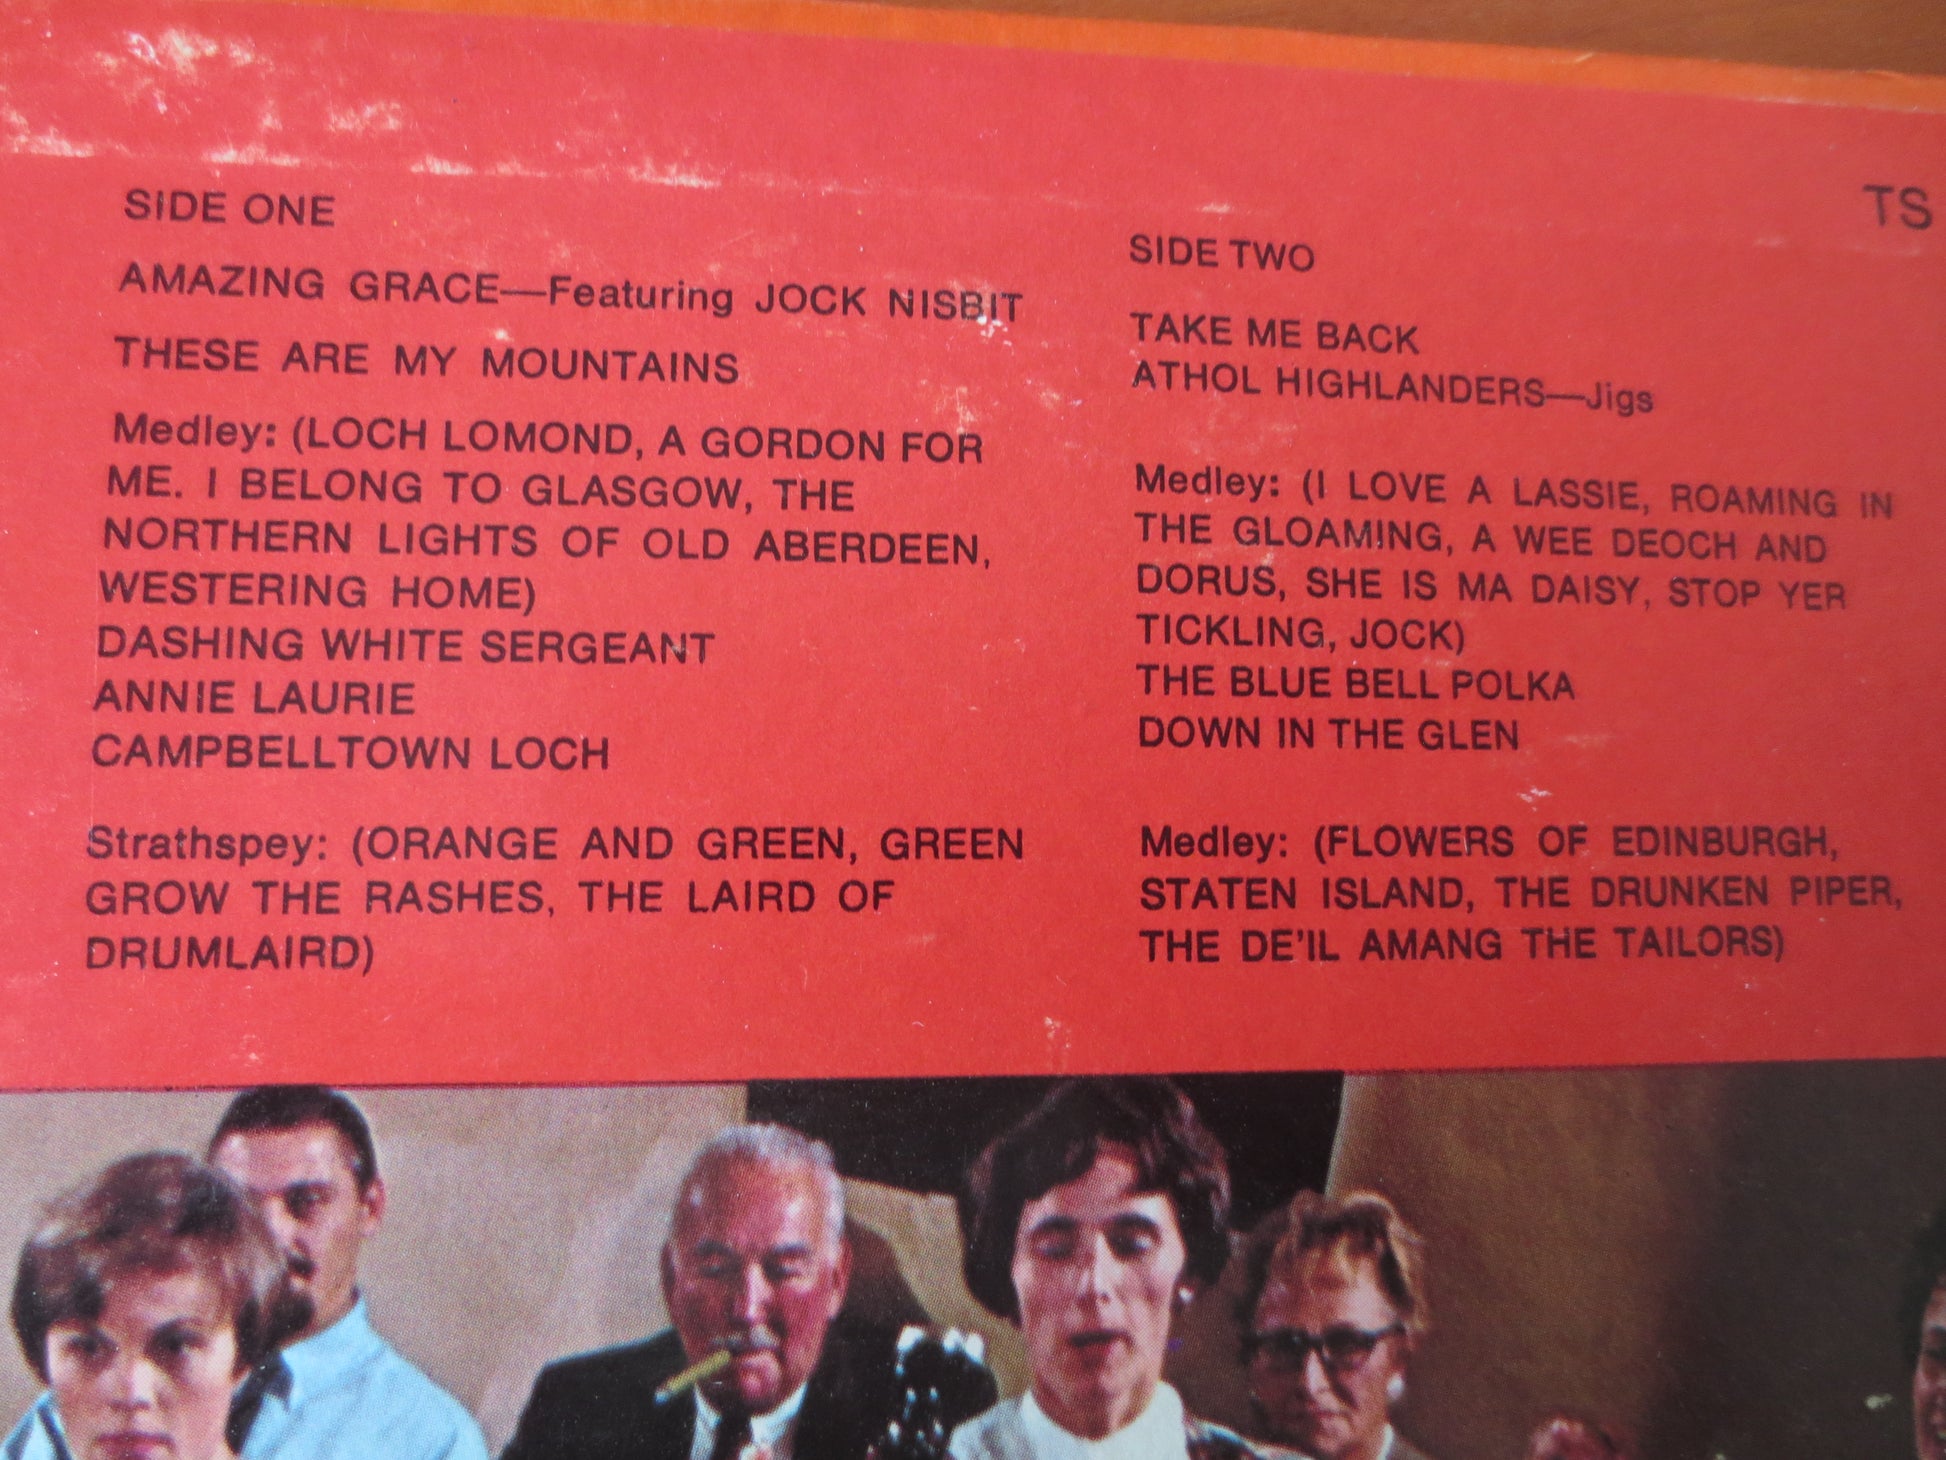 SIDE ONE
AMAZING GRACE—Featuring JOCK NISBIT
THESE ARE MY MOUNTAINS
Medley: (LOCH LOMOND, A GORDON FOR
ME. I BELONG TO GLASGOW, THE
NORTHERN LIGHTS OF OLD ABERDEEN,
WESTERING HOME)
DASHING WHITE SERGEANT
ANNIE LAURIE
CAMPBELLTOWN LOCH
Strathspey: (ORANGE AND GREEN, GREEN
GROW THE RASHES, THE LAIRD OF
DRUMLAIRD)
TS
SIDE TWO
TAKE ME BACK
ATHOL HIGHLANDERS—Jigs
Medley: (I LOVE A LASSIE, ROAMING IN
THE GLOAMING, A WEE DEOCH AND
DORUS, SHE IS MA DAISY, STOP YER
TICKLING, JOCK)
THE BLUE BELL POLKA
DOWN IN THE GLEN
Medley: (FLOWERS OF EDINBURGH,
STATEN ISLAND, THE DRUNKEN PIPER,
THE DE'IL AMANG THE TAILORS)